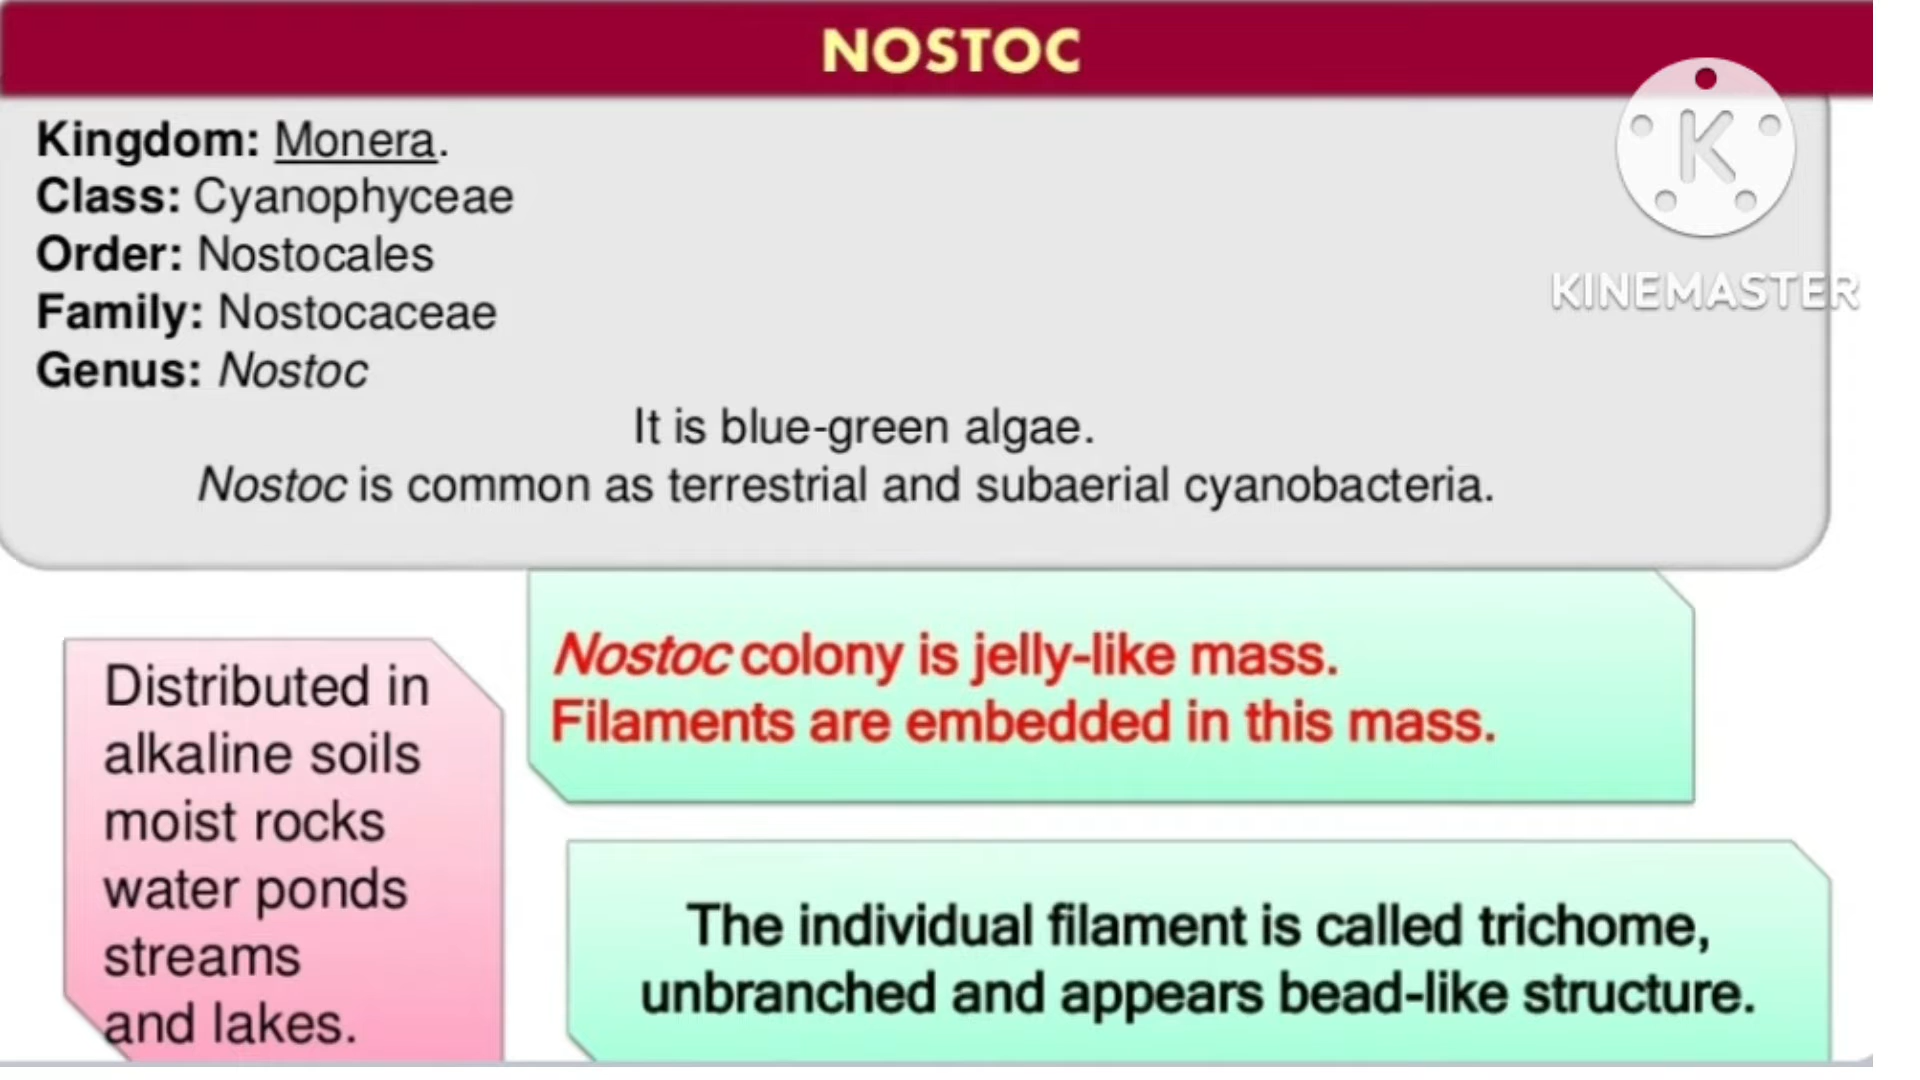 NOSTOC
Kingdom: Monera.
Class: Cyanophyceae
Order: Nostocales
Family: Nostocaceae
Genus: Nostoc
It is blue-green algae.
Nostoc is common as terrestrial and subaerial cyanobacteria.
K
KINEMASTER
Nostoc colony is jelly-like mass.
Filaments are embedded in this mass.
Distributed in
alkaline soils
moist rocks
water ponds
streams
and lakes.
The individual filament is called trichome,
unbranched and appears bead-like structure.